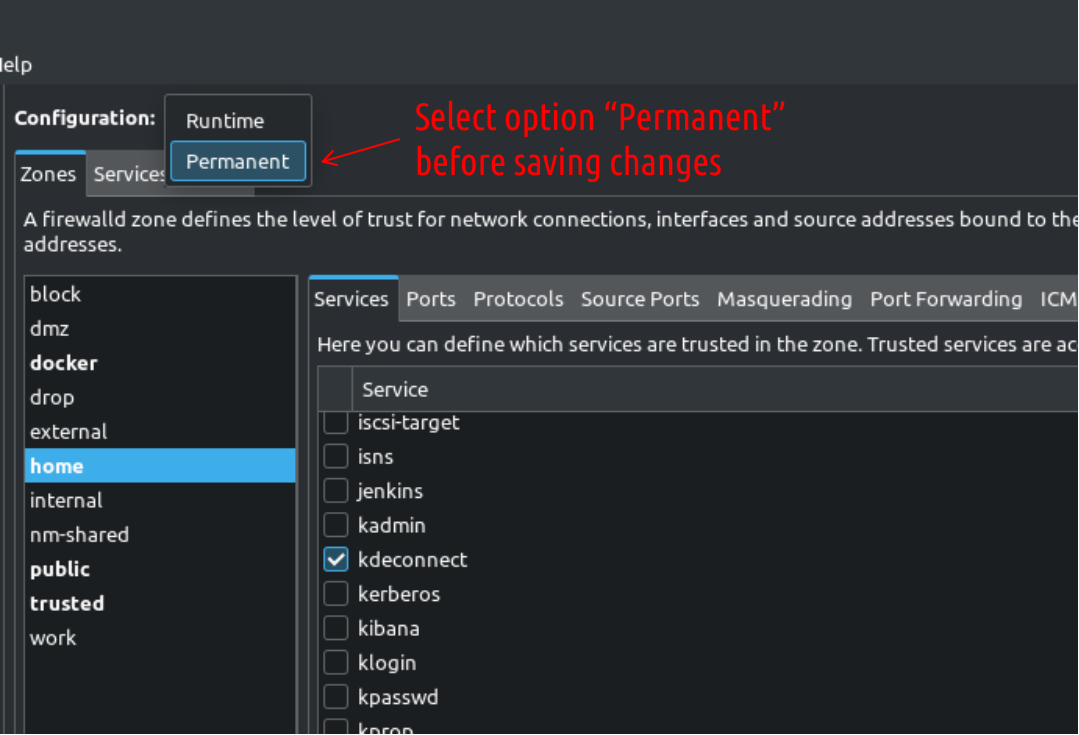 Help
Configuration:
Runtime
Permanent
Select option “Permanent”
before saving changes
Zones Services
A firewalld zone defines the level of trust for network connections, interfaces and source addresses bound to the
addresses.
block
dmz
docker
drop
external
home
internal
nm-shared
public
trusted
work
Services Ports Protocols Source Ports Masquerading Port Forwarding ICM
Here you can define which services are trusted in the zone. Trusted services are ac
Service
iscsi-target
isns
jenkins
kadmin
kdeconnect
kerberos
kibana
klogin
kpasswd
kprop